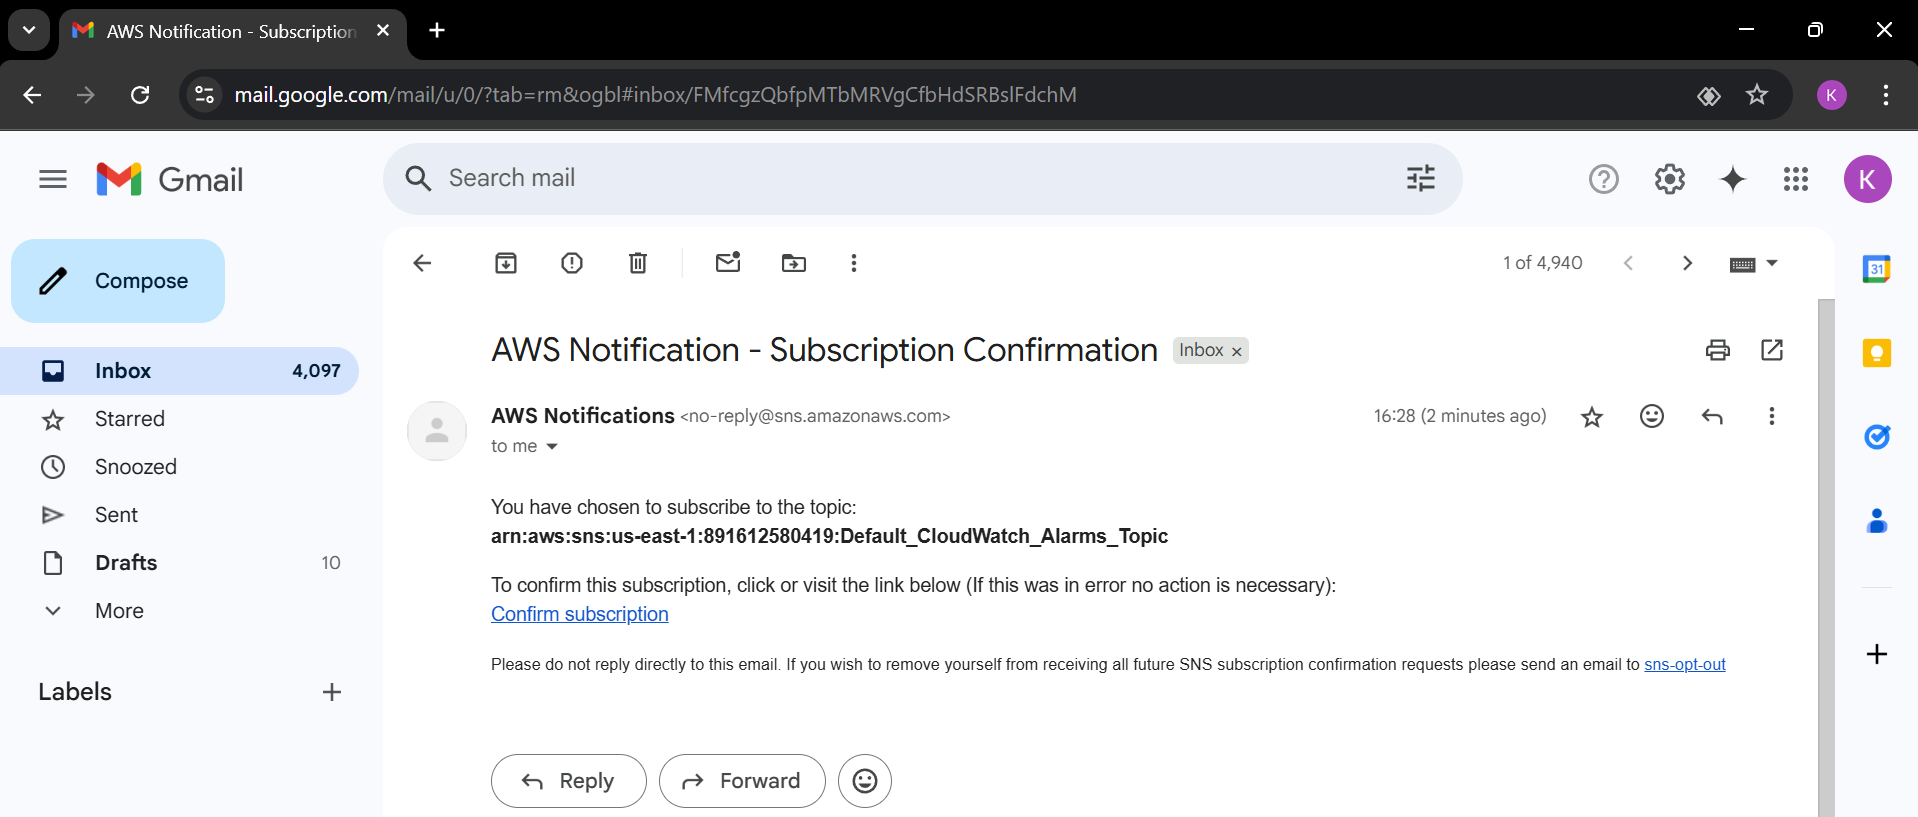 AWS Notification - Subscription
mail.google.com/mail/u/0/?tab=rm&ogbl#inbox/FMfcgzQbfpMTbMRVgCfbHdSRBslFdchM
K
Gmail
Search mail
K
Compose
1 of 4,940
31
Inbox 4,097
Starred
Snoozed
Sent
Drafts 10
More
Labels
AWS Notification - Subscription Confirmation Inbox ×
AWS Notifications <no-reply@sns.amazonaws.com> 16:28 (2 minutes ago)
to me
You have chosen to subscribe to the topic:
arn:aws:sns:us-east-1:891612580419:Default_CloudWatch_Alarms_Topic
To confirm this subscription, click or visit the link below (If this was in error no action is necessary):
Confirm subscription
Please do not reply directly to this email. If you wish to remove yourself from receiving all future SNS subscription confirmation requests please send an email to sns-opt-out
Reply
Forward